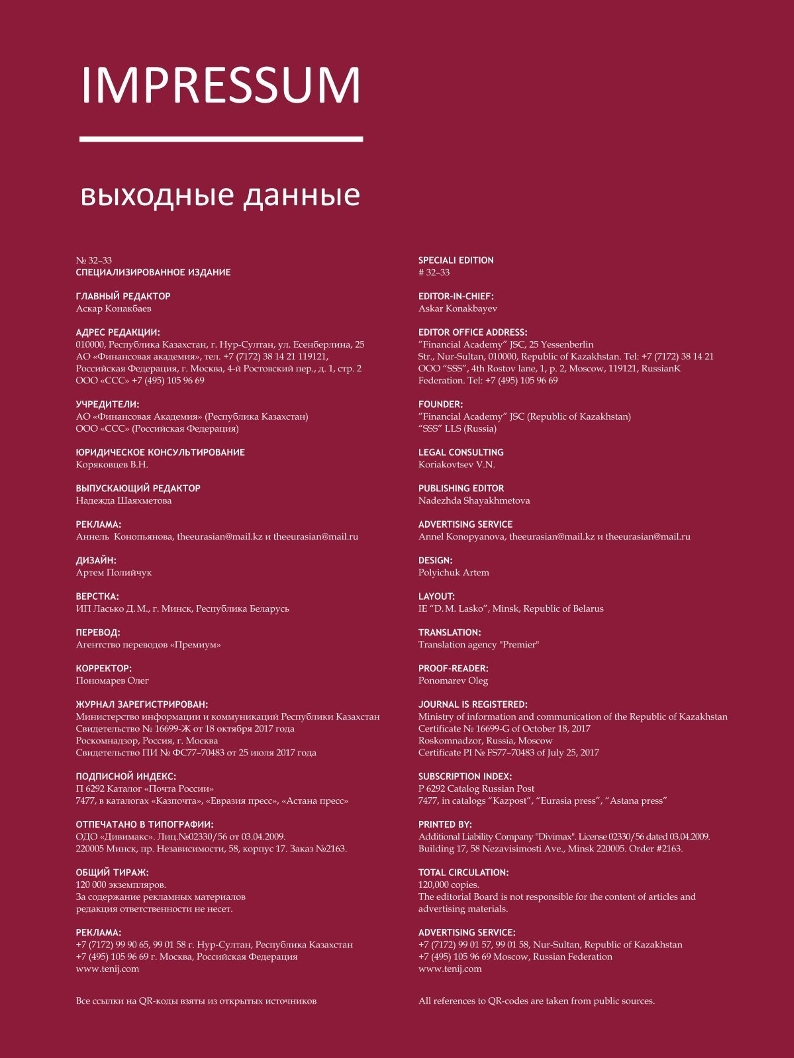 IMPRESSUM
выходные данные
№ 32–33
СПЕЦИАЛИЗИРОВАННОЕ ИЗДАНИЕ
ГЛАВНЫЙ РЕДАКТОР
Аскар Конакбаев
АДРЕС РЕДАКЦИИ:
010000, Республика Казахстан, г. Нур-Султан, ул. Есенберлина, 25
АО «Финансовая академия», тел. +7 (7172) 38 14 21 119121,
Российская Федерация, г. Москва, 4-й Ростовский пер., д. 1, стр. 2
ООО «ССС» +7 (495) 105 96 69
УЧРЕДИТЕЛИ:
АО «Финансовая Академия» (Республика Казахстан)
ООО «ССС» (Российская Федерация)
ЮРИДИЧЕСКОЕ КОНСУЛЬТИРОВАНИЕ
Коряковцев В.Н.
ВЫПУСКАЮЩИЙ РЕДАКТОР
Надежда Шаяхметова
РЕКЛАМА:
Аннель Конопьянова, theeurasian@mail.kz и theeurasian@mail.ru
ДИЗАЙН:
Артем Полийчук
ВЕРСТКА:
ИП Ласько Д. М., г. Минск, Республика Беларусь
ПЕРЕВОД:
Агентство переводов «Премиум»
КОРРЕКТОР:
Пономарев Олег
ЖУРНАЛ ЗАРЕГИСТРИРОВАН:
Министерство информации и коммуникаций Республики Казахстан
Свидетельство № 16699-Ж от 18 октября 2017 года
Роскомнадзор, Россия, г. Москва
Свидетельство ПИ № ФС77–70483 от 25 июля 2017 года
ПОДПИСНОЙ ИНДЕКС:
П 6292 Каталог «Почта России»
7477, в каталогах «Казпочта», «Евразия пресс», «Астана пресс»
ОТПЕЧАТАНО В ТИПОГРАФИИ:
ОДО «Дивимакс». Лиц.№02330/56 от 03.04.2009.
220005 Минск, пр. Независимости, 58, корпус 17. Заказ №2163.
ОБЩИЙ ТИРАЖ:
120 000 экземпляров.
За содержание рекламных материалов
редакция ответственности не несет.
РЕКЛАМА:
+7 (7172) 99 90 65, 99 01 58 г. Нур-Султан, Республика Казахстан
+7 (495) 105 96 69 г. Москва, Российская Федерация
www.tenij.com
Все ссылки на QR-коды взяты из открытых источников
SPECIALI EDITION
# 32–33
EDITOR-IN-CHIEF:
Askar Konakbayev
EDITOR OFFICE ADDRESS:
“Financial Academy” JSC, 25 Yessenberlin
Str., Nur-Sultan, 010000, Republic of Kazakhstan. Tel: +7 (7172) 38 14 21
OOO “SSS”, 4th Rostov lane, 1, p. 2, Moscow, 119121, RussianK
Federation. Tel: +7 (495) 105 96 69
FOUNDER:
“Financial Academy” JSC (Republic of Kazakhstan)
“SSS” LLS (Russia)
LEGAL CONSULTING
Koriakovtsev V.N.
PUBLISHING EDITOR
Nadezhda Shayakhmetova
ADVERTISING SERVICE
Annel Konopyanova, theeurasian@mail.kz и theeurasian@mail.ru
DESIGN:
Polyichuk Artem
LAYOUT:
IE “D. M. Lasko”, Minsk, Republic of Belarus
TRANSLATION:
Translation agency "Premier"
PROOF-READER:
Ponomarev Oleg
JOURNAL IS REGISTERED:
Ministry of information and communication of the Republic of Kazakhstan
Certificate № 16699-G of October 18, 2017
Roskomnadzor, Russia, Moscow
Certificate PI № FS77–70483 of July 25, 2017
SUBSCRIPTION INDEX:
P 6292 Catalog Russian Post
7477, in catalogs “Kazpost”, “Eurasia press”, “Astana press”
PRINTED BY:
Additional Liability Company "Divimax". License 02330/56 dated 03.04.2009.
Building 17, 58 Nezavisimosti Ave., Minsk 220005. Order #2163.
TOTAL CIRCULATION:
120,000 copies.
The editorial Board is not responsible for the content of articles and
advertising materials.
ADVERTISING SERVICE:
+7 (7172) 99 01 57, 99 01 58, Nur-Sultan, Republic of Kazakhstan
+7 (495) 105 96 69 Moscow, Russian Federation
www.tenij.com
All references to QR-codes are taken from public sources.